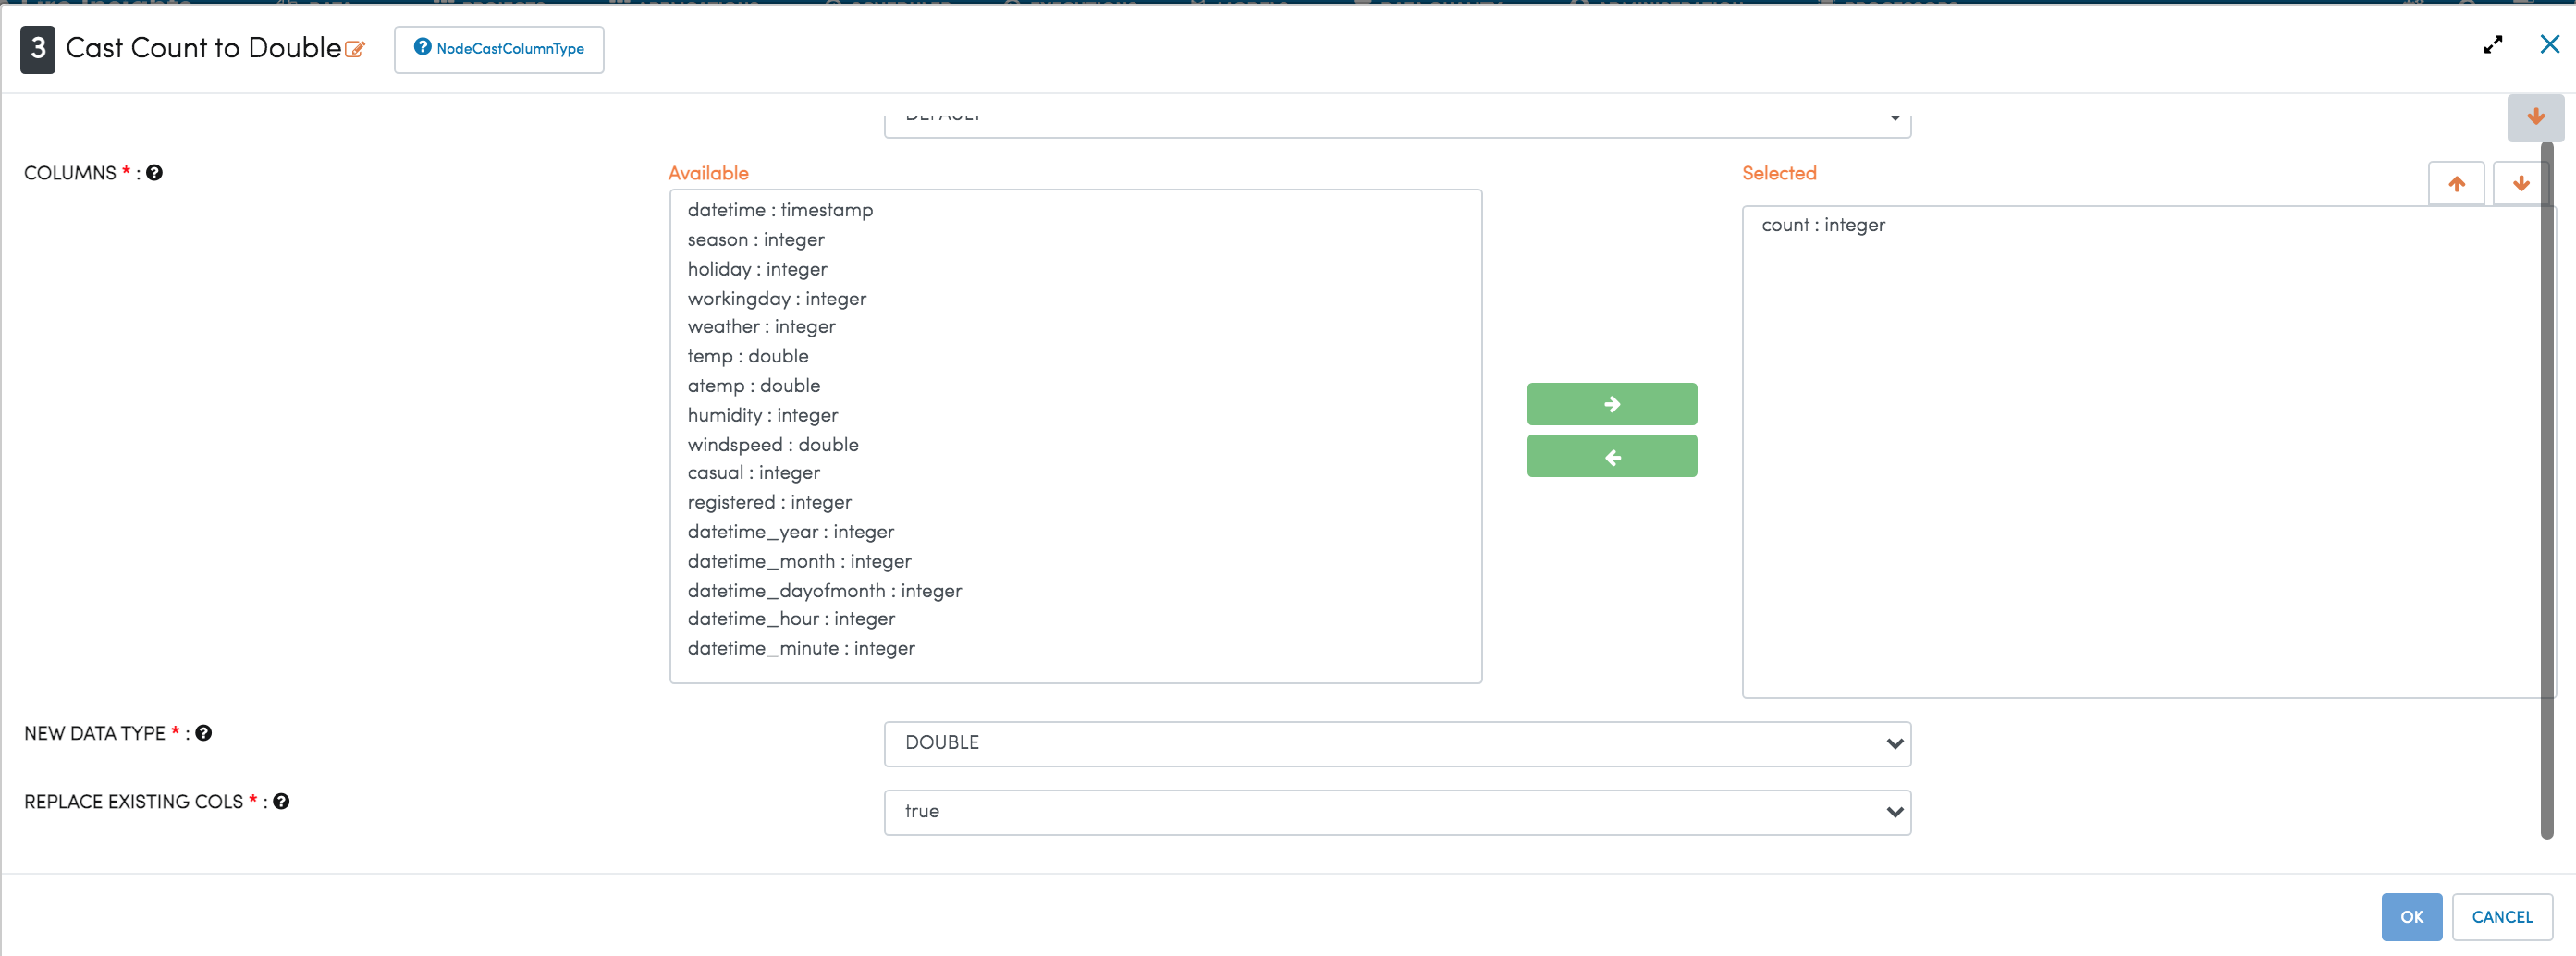 3 Cast Count to Double
NodeCastColumnType
DEFAULT
COLUMNS * :
Available
datetime : timestamp
season : integer
holiday : integer
workingday : integer
weather : integer
temp : double
atemp : double
humidity : integer
windspeed : double
casual : integer
registered : integer
datetime_year : integer
datetime_month : integer
datetime_dayofmonth : integer
datetime_hour : integer
datetime_minute : integer
Selected
count : integer
NEW DATA TYPE * :
DOUBLE
REPLACE EXISTING COLS * :
true
OK
CANCEL